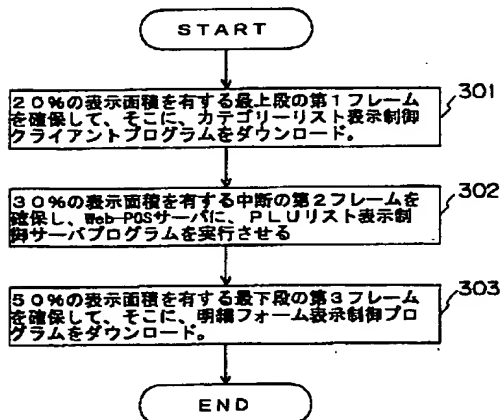 START
301
20%の表示面積を有する最上段の第1フレーム
を確保して、そこに、カテゴリーリスト表示制御
クライアントプログラムをダウンロード。
302
30%の表示面積を有する中断の第2フレームを
確保し、Web-POSサーバに、PLUリスト表示制
御サーバプログラムを実行させる
303
50%の表示面積を有する最下段の第3フレーム
を確保して、そこに、明細フォーム表示制御プロ
グラムをダウンロード。
END